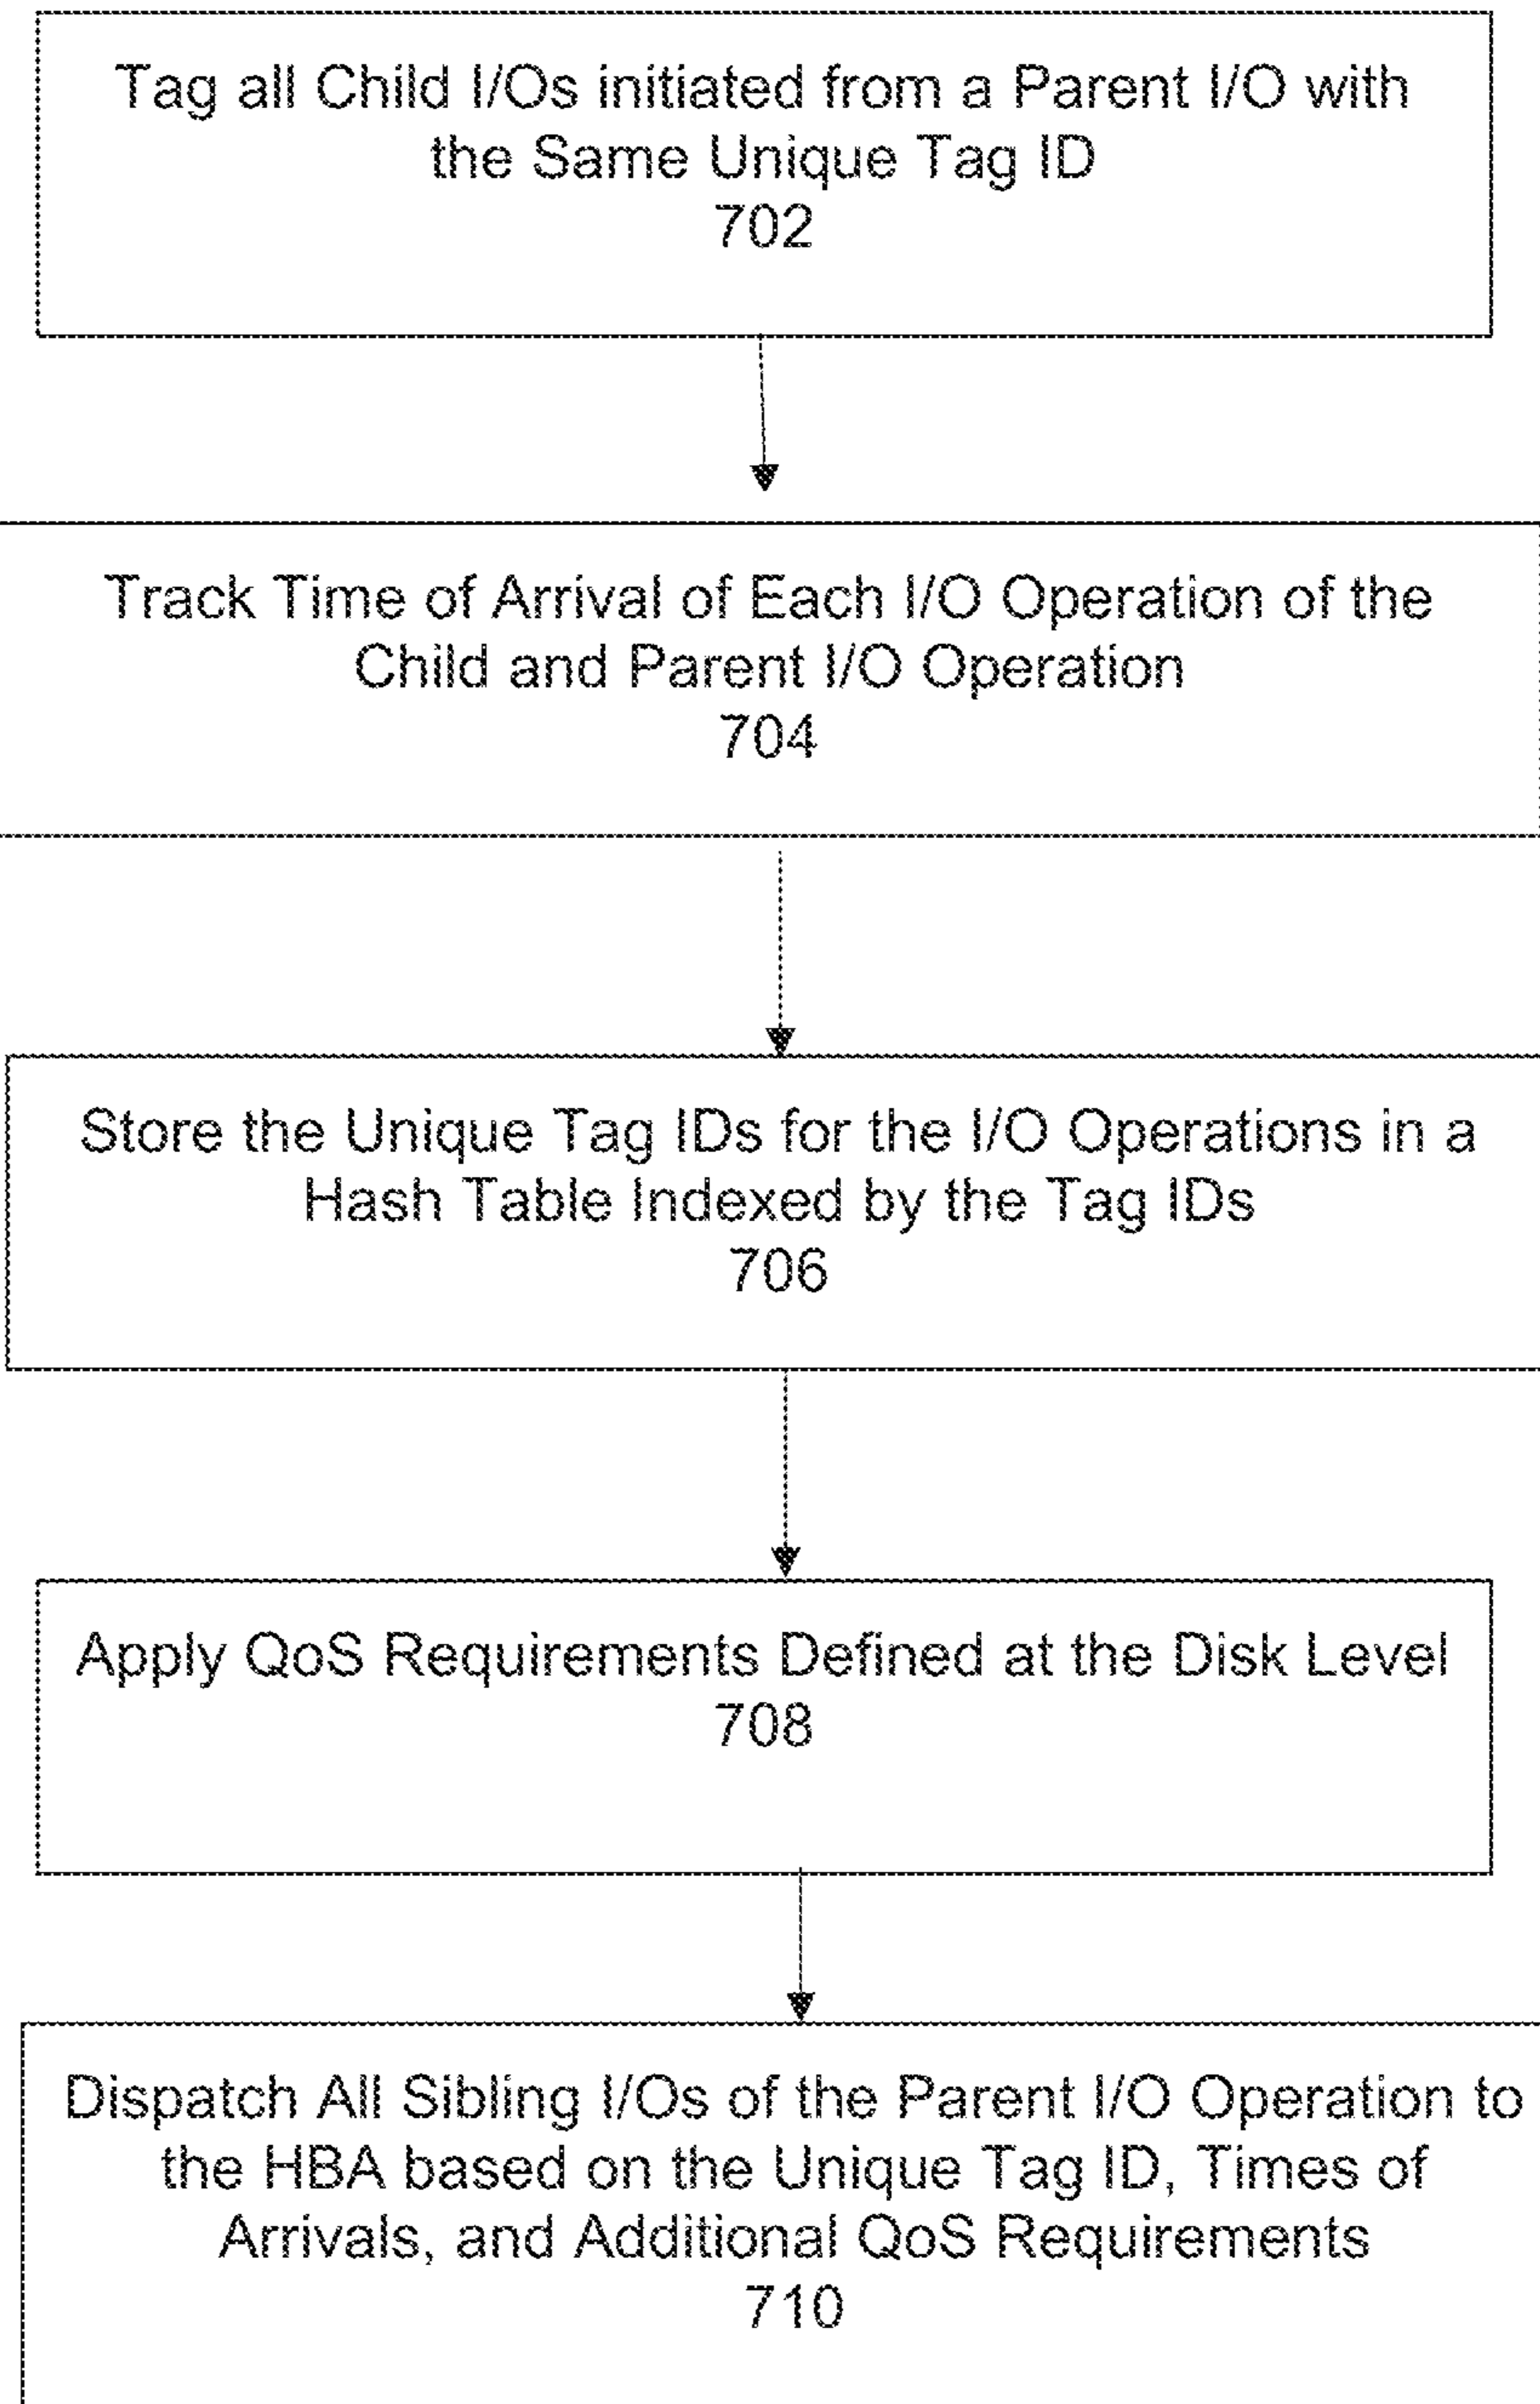 Tag all Child I/Os initiated from a Parent I/O with
the Same Unique Tag ID
702
Track Time of Arrival of Each I/O Operation of the
Child and Parent I/O Operation
704
Store the Unique Tag IDs for the I/O Operations in a
Hash Table Indexed by the Tag IDs
706
Apply QoS Requirements Defined at the Disk Level
708
Dispatch All Sibling I/Os of the Parent I/O Operation to
the HBA based on the Unique Tag ID, Times of
Arrivals, and Additional QoS Requirements
710